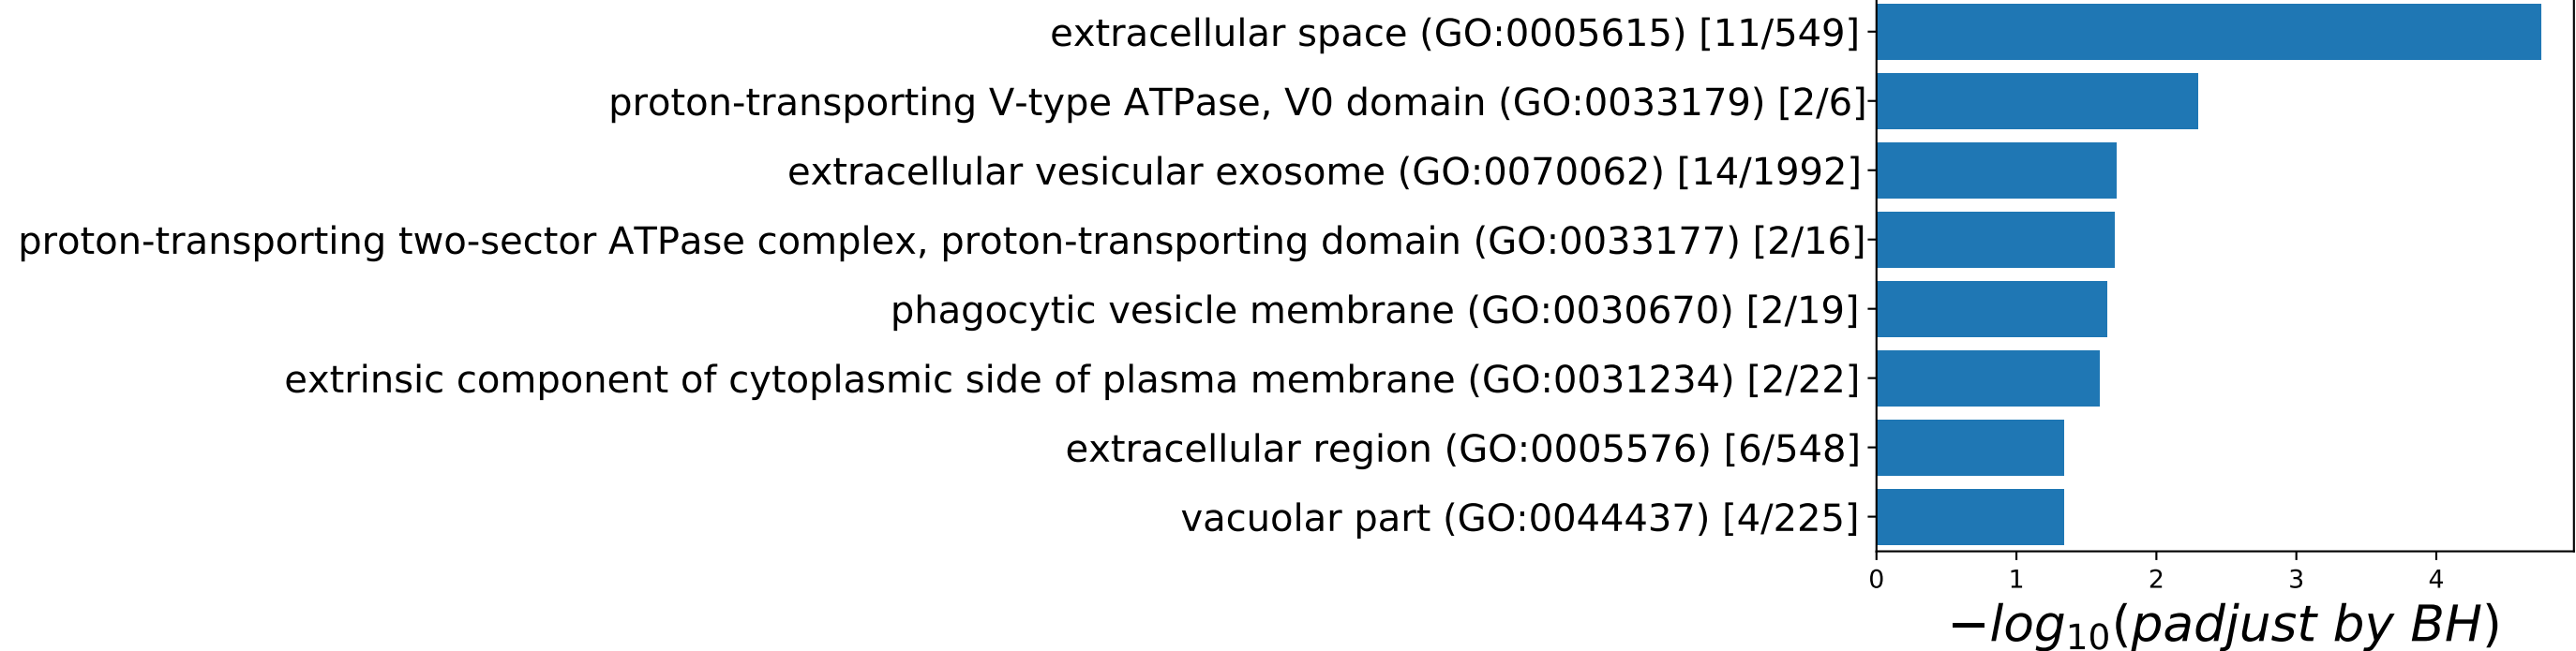 extracellular space (GO:0005615) [11/549]
proton-transporting V-type ATPase, V0 domain (GO:0033179) [2/6]
extracellular vesicular exosome (GO:0070062) [14/1992]
proton-transporting two-sector ATPase complex, proton-transporting domain (GO:0033177) [2/16]
phagocytic vesicle membrane (GO:0030670) [2/19]
extrinsic component of cytoplasmic side of plasma membrane (GO:0031234) [2/22]
extracellular region (GO:0005576) [6/548]
vacuolar part (GO:0044437) [4/225]
0 1 2 3 4
−log₁₀(padjust by BH)